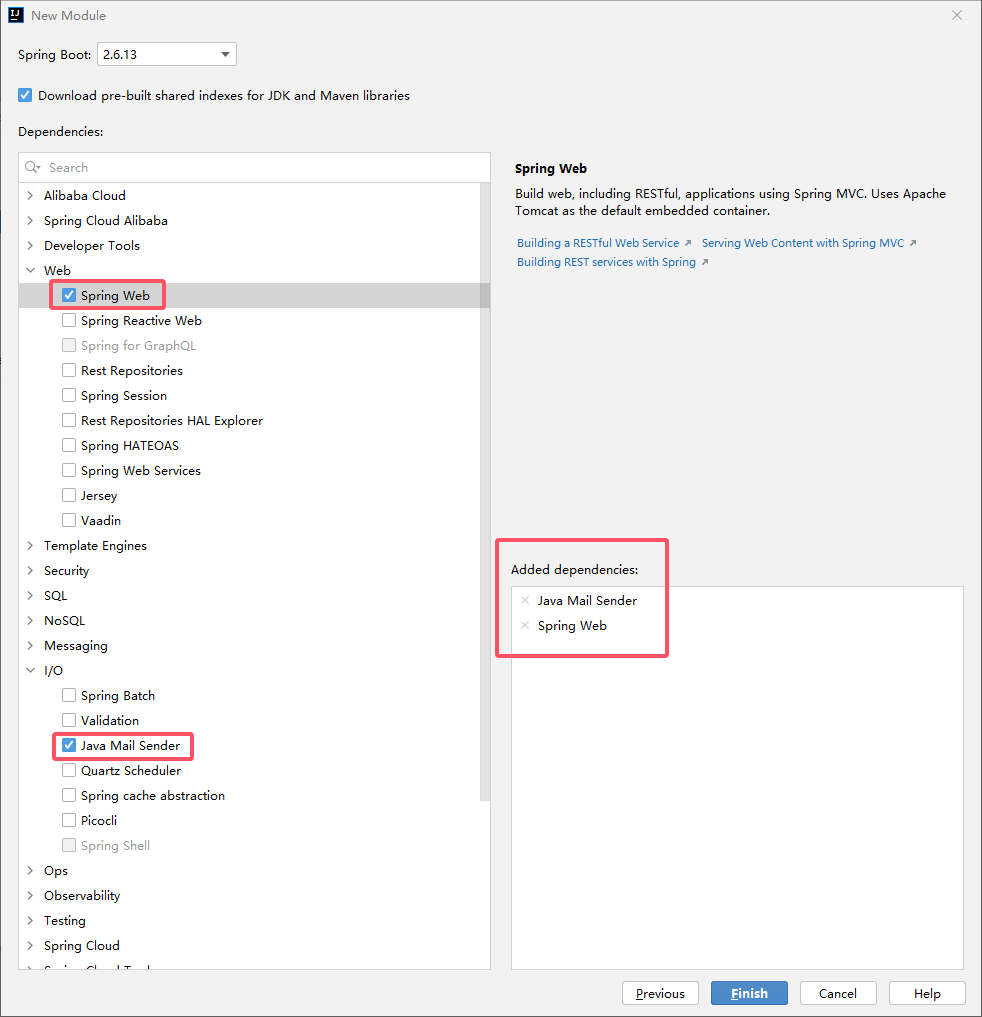 New Module
Spring Boot: 2.6.13
Download pre-built shared indexes for JDK and Maven libraries
Dependencies:
Search
Alibaba Cloud
Spring Cloud Alibaba
Developer Tools
Web
Spring Web
Spring Reactive Web
Spring for GraphQL
Rest Repositories
Spring Session
Rest Repositories HAL Explorer
Spring HATEOAS
Spring Web Services
Jersey
Vaadin
Template Engines
Security
SQL
NoSQL
Messaging
I/O
Spring Batch
Validation
Java Mail Sender
Quartz Scheduler
Spring cache abstraction
Picocli
Spring Shell
Ops
Observability
Testing
Spring Cloud
Spring Web
Build web, including RESTful, applications using Spring MVC. Uses Apache
Tomcat as the default embedded container.
Building a RESTful Web Service Serving Web Content with Spring MVC
Building REST services with Spring
Added dependencies:
Java Mail Sender
Spring Web
Previous Finish Cancel Help